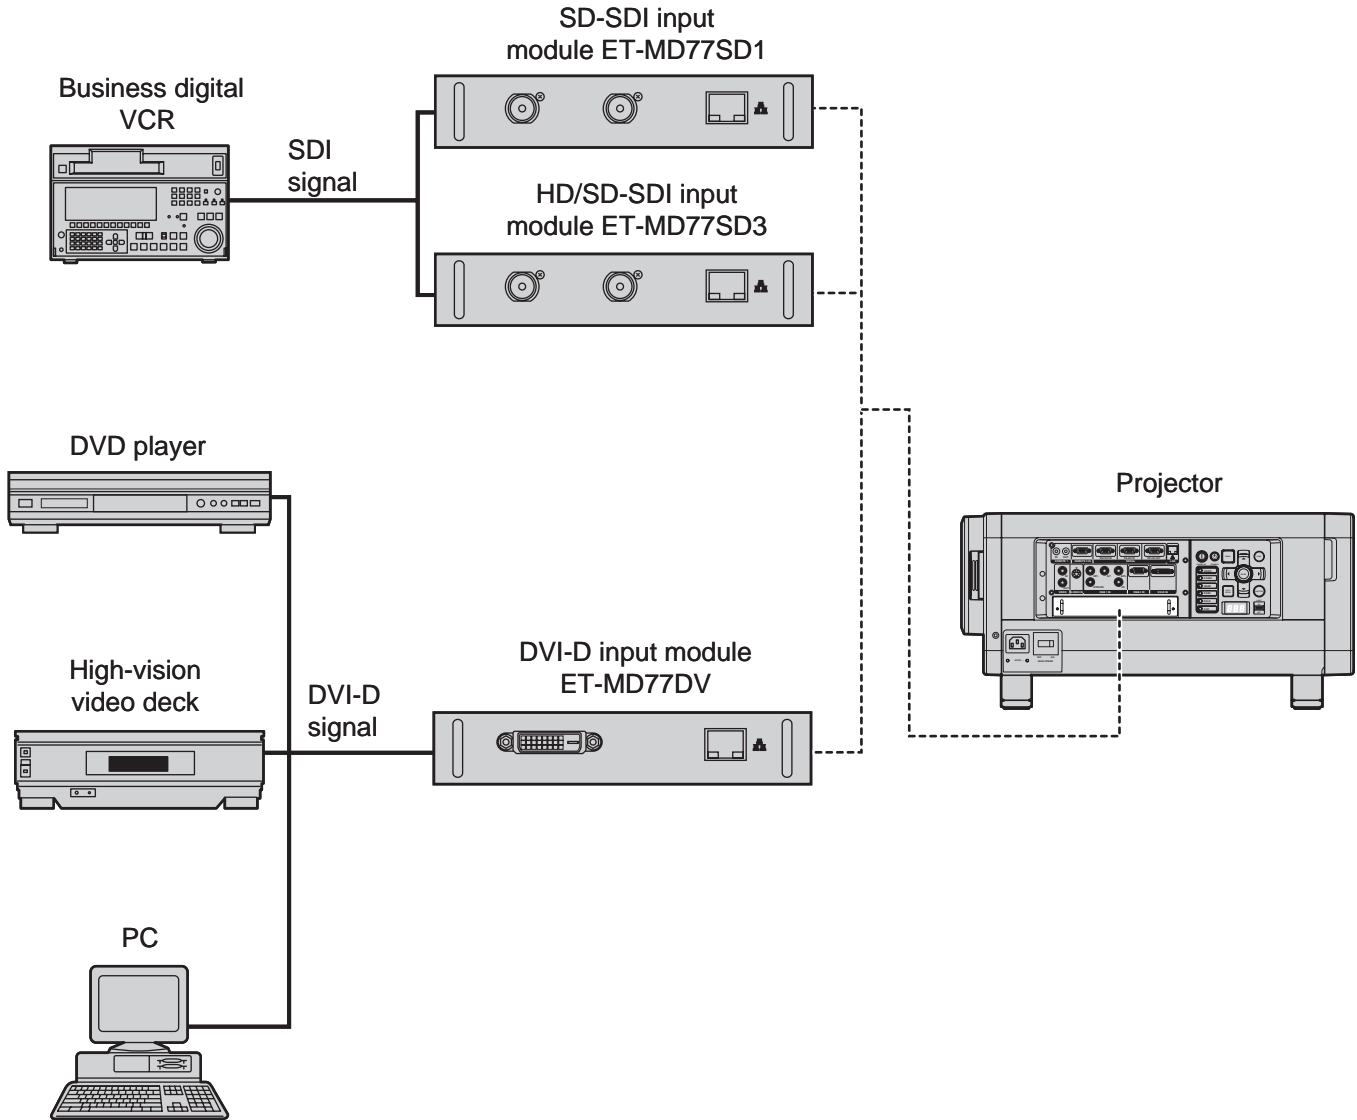 SD-SDI input
module ET-MD77SD1
Business digital
VCR
SDI
signal
HD/SD-SDI input
module ET-MD77SD3
DVD player
Projector
High-vision
video deck
DVI-D
signal
DVI-D input module
ET-MD77DV
PC